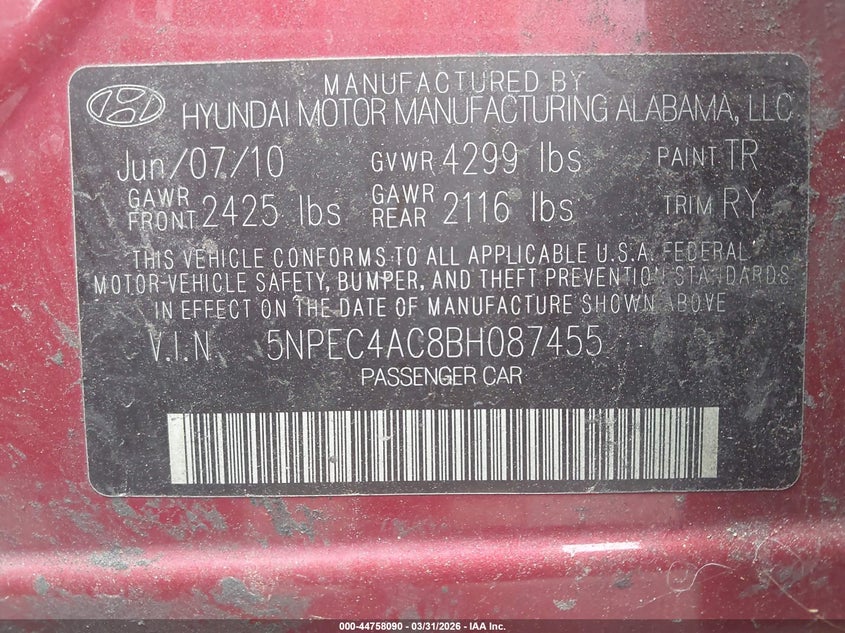 MANUFACTURED BY
HYUNDAI MOTOR MANUFACTURING ALABAMA, LLC
Jun/07/10 GVWR 4299 lbs PAINT TR
GAWR FRONT 2425 lbs GAWR REAR 2116 lbs TRIM RY
THIS VEHICLE CONFORMS TO ALL APPLICABLE U.S.A. FEDERAL
MOTOR-VEHICLE SAFETY, BUMPER, AND THEFT PREVENTION STANDARDS
IN EFFECT ON THE DATE OF MANUFACTURE SHOWN ABOVE
V.I.N. 5NPEC4AC8BH087455
PASSENGER CAR
000-44758090 - 03/31/2026 - IAA Inc.